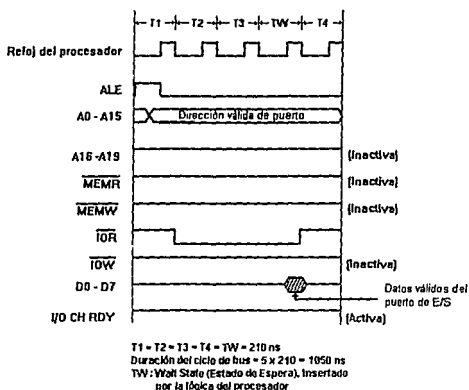 T1 T2 T3 TW T4
Reloj del procesador
ALE
A0 - A15 Dirección válida de puerto
A16 -A19 (Inactiva)
MEMR (Inactiva)
MEMW (Inactiva)
IOR
IOW (Inactiva)
D0 - D7
Datos válidos del
puerto de E/S
I/O CH RDY (Activa)
T1 = T2 = T3 = T4 = TW = 210 ns
Duración del ciclo de bus = 5 x 210 = 1050 ns
TW : Wait State (Estado de Espera), Insertado
por la lógica del procesador